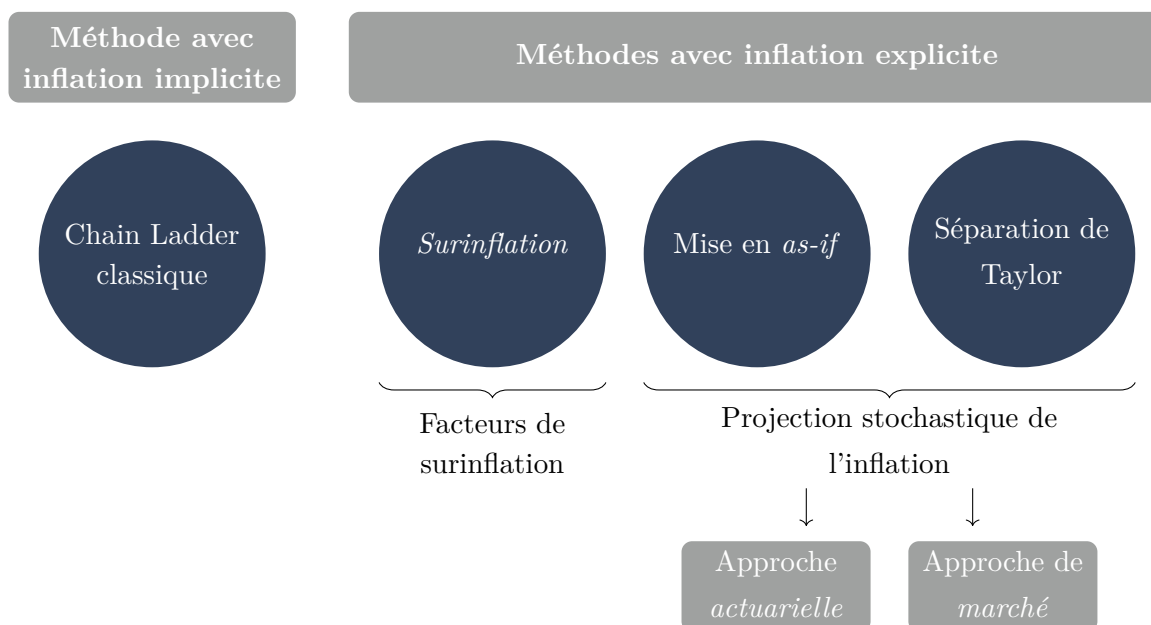 Méthode avec
inflation implicite
Méthodes avec inflation explicite
Chain Ladder
classique
Surinflation
Mise en as-if
Séparation de
Taylor
Facteurs de
surinflation
Projection stochastique de
l'inflation
Approche
actuarielle
Approche de
marché